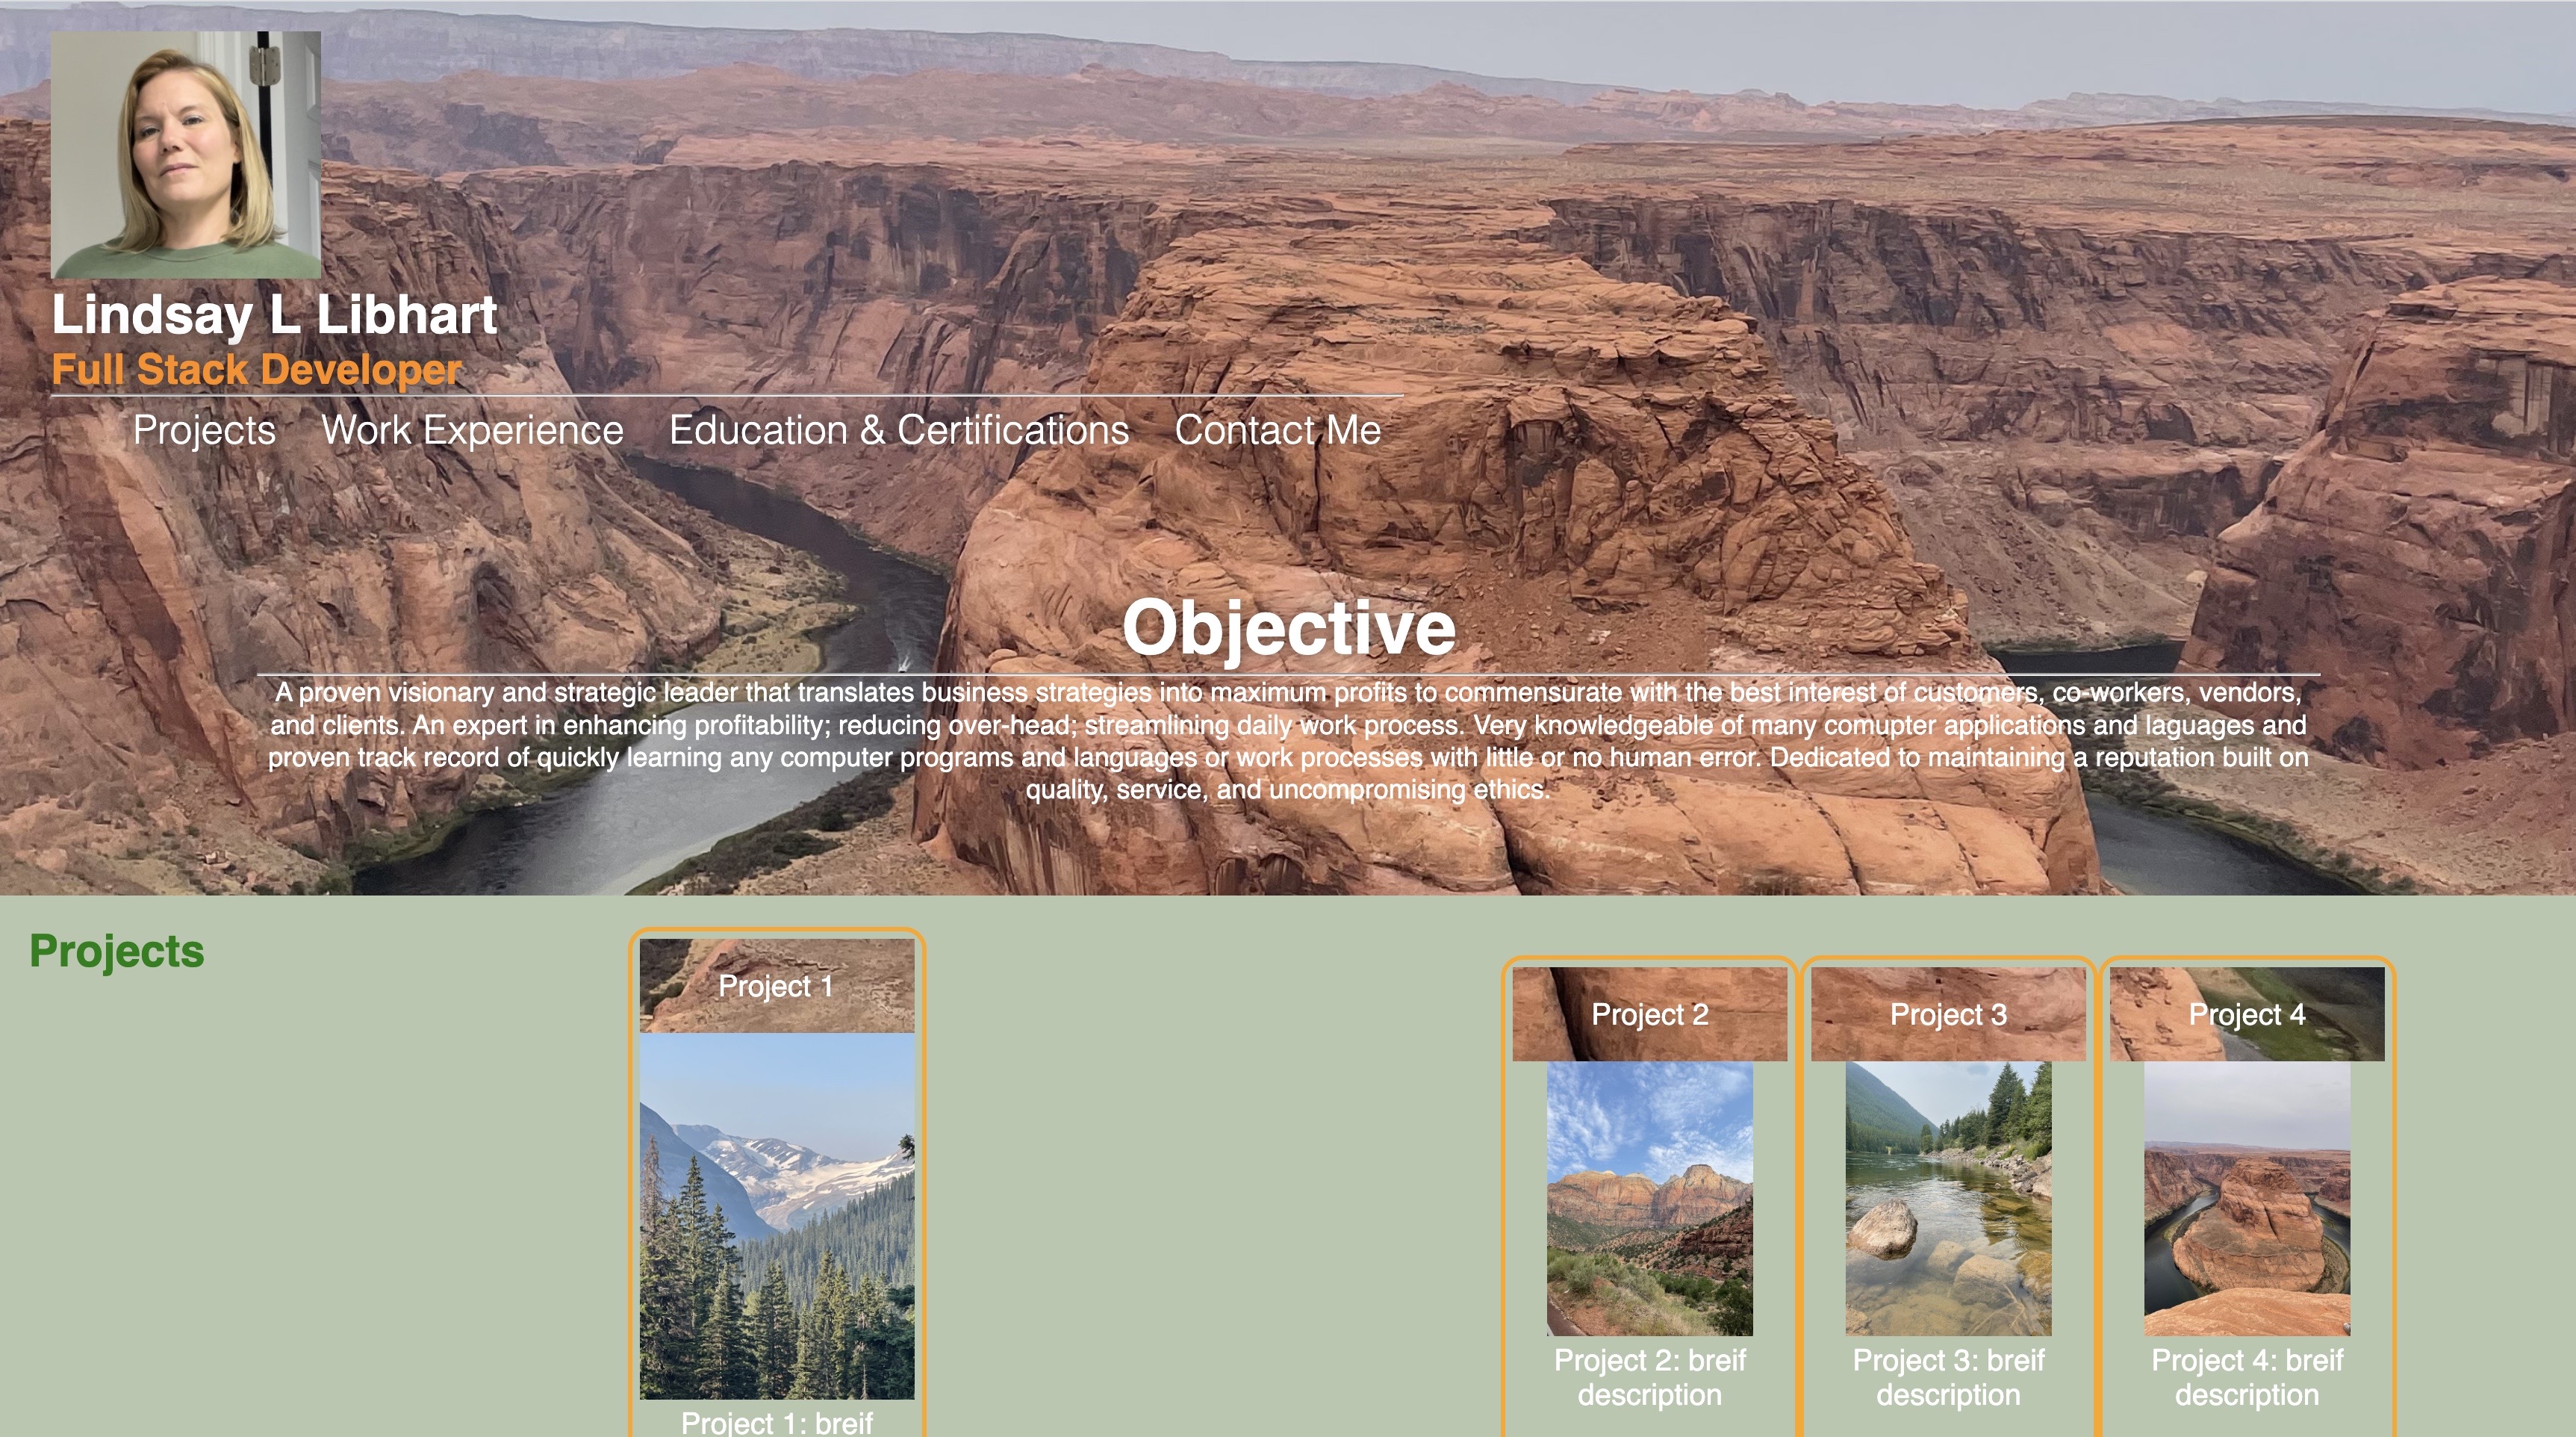 Lindsay L Libhart
Full Stack Developer
Projects Work Experience Education & Certifications Contact Me
Objective
A proven visionary and strategic leader that translates business strategies into maximum profits to commensurate with the best interest of customers, co-workers, vendors,
and clients. An expert in enhancing profitability; reducing over-head; streamlining daily work process. Very knowledgeable of many comupter applications and laguages and
proven track record of quickly learning any computer programs and languages or work processes with little or no human error. Dedicated to maintaining a reputation built on
quality, service, and uncompromising ethics.
Projects
Project 1
Project 1: breif
Project 2
Project 2: breif
description
Project 3
Project 3: breif
description
Project 4
Project 4: breif
description